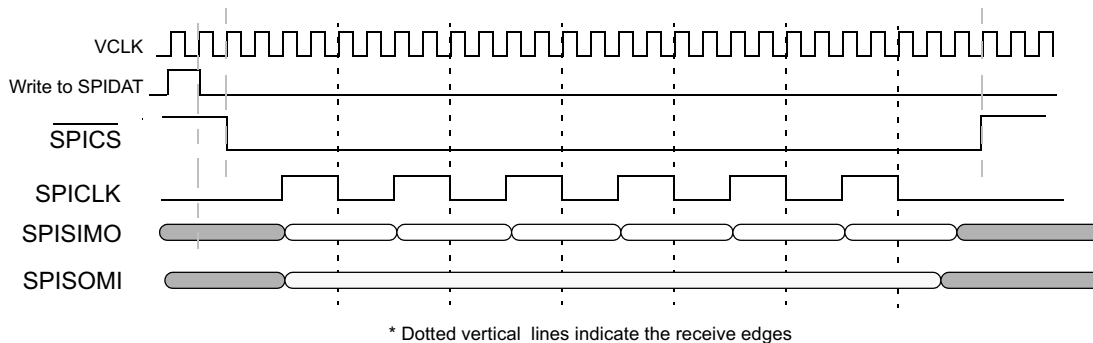 VCLK
Write to SPIDAT
SPICS
SPICLK
SPISIMO
SPISOMI
* Dotted vertical lines indicate the receive edges